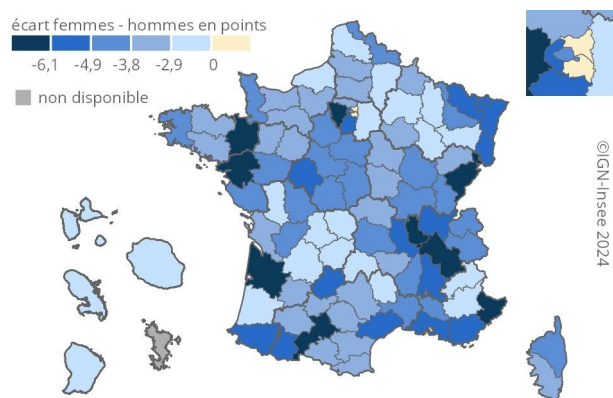 écart femmes - hommes en points
-6,1 -4,9 -3,8 -2,9 0
non disponible
©IGN-Insee 2024